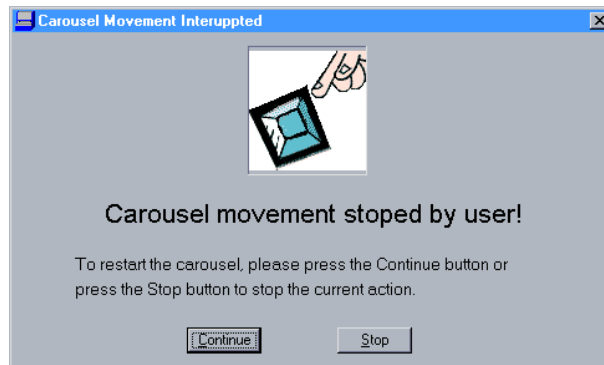 Carousel Movement Interuppted
Carousel movement stoped by user!
To restart the carousel, please press the Continue button or
press the Stop button to stop the current action.
Continue
Stop